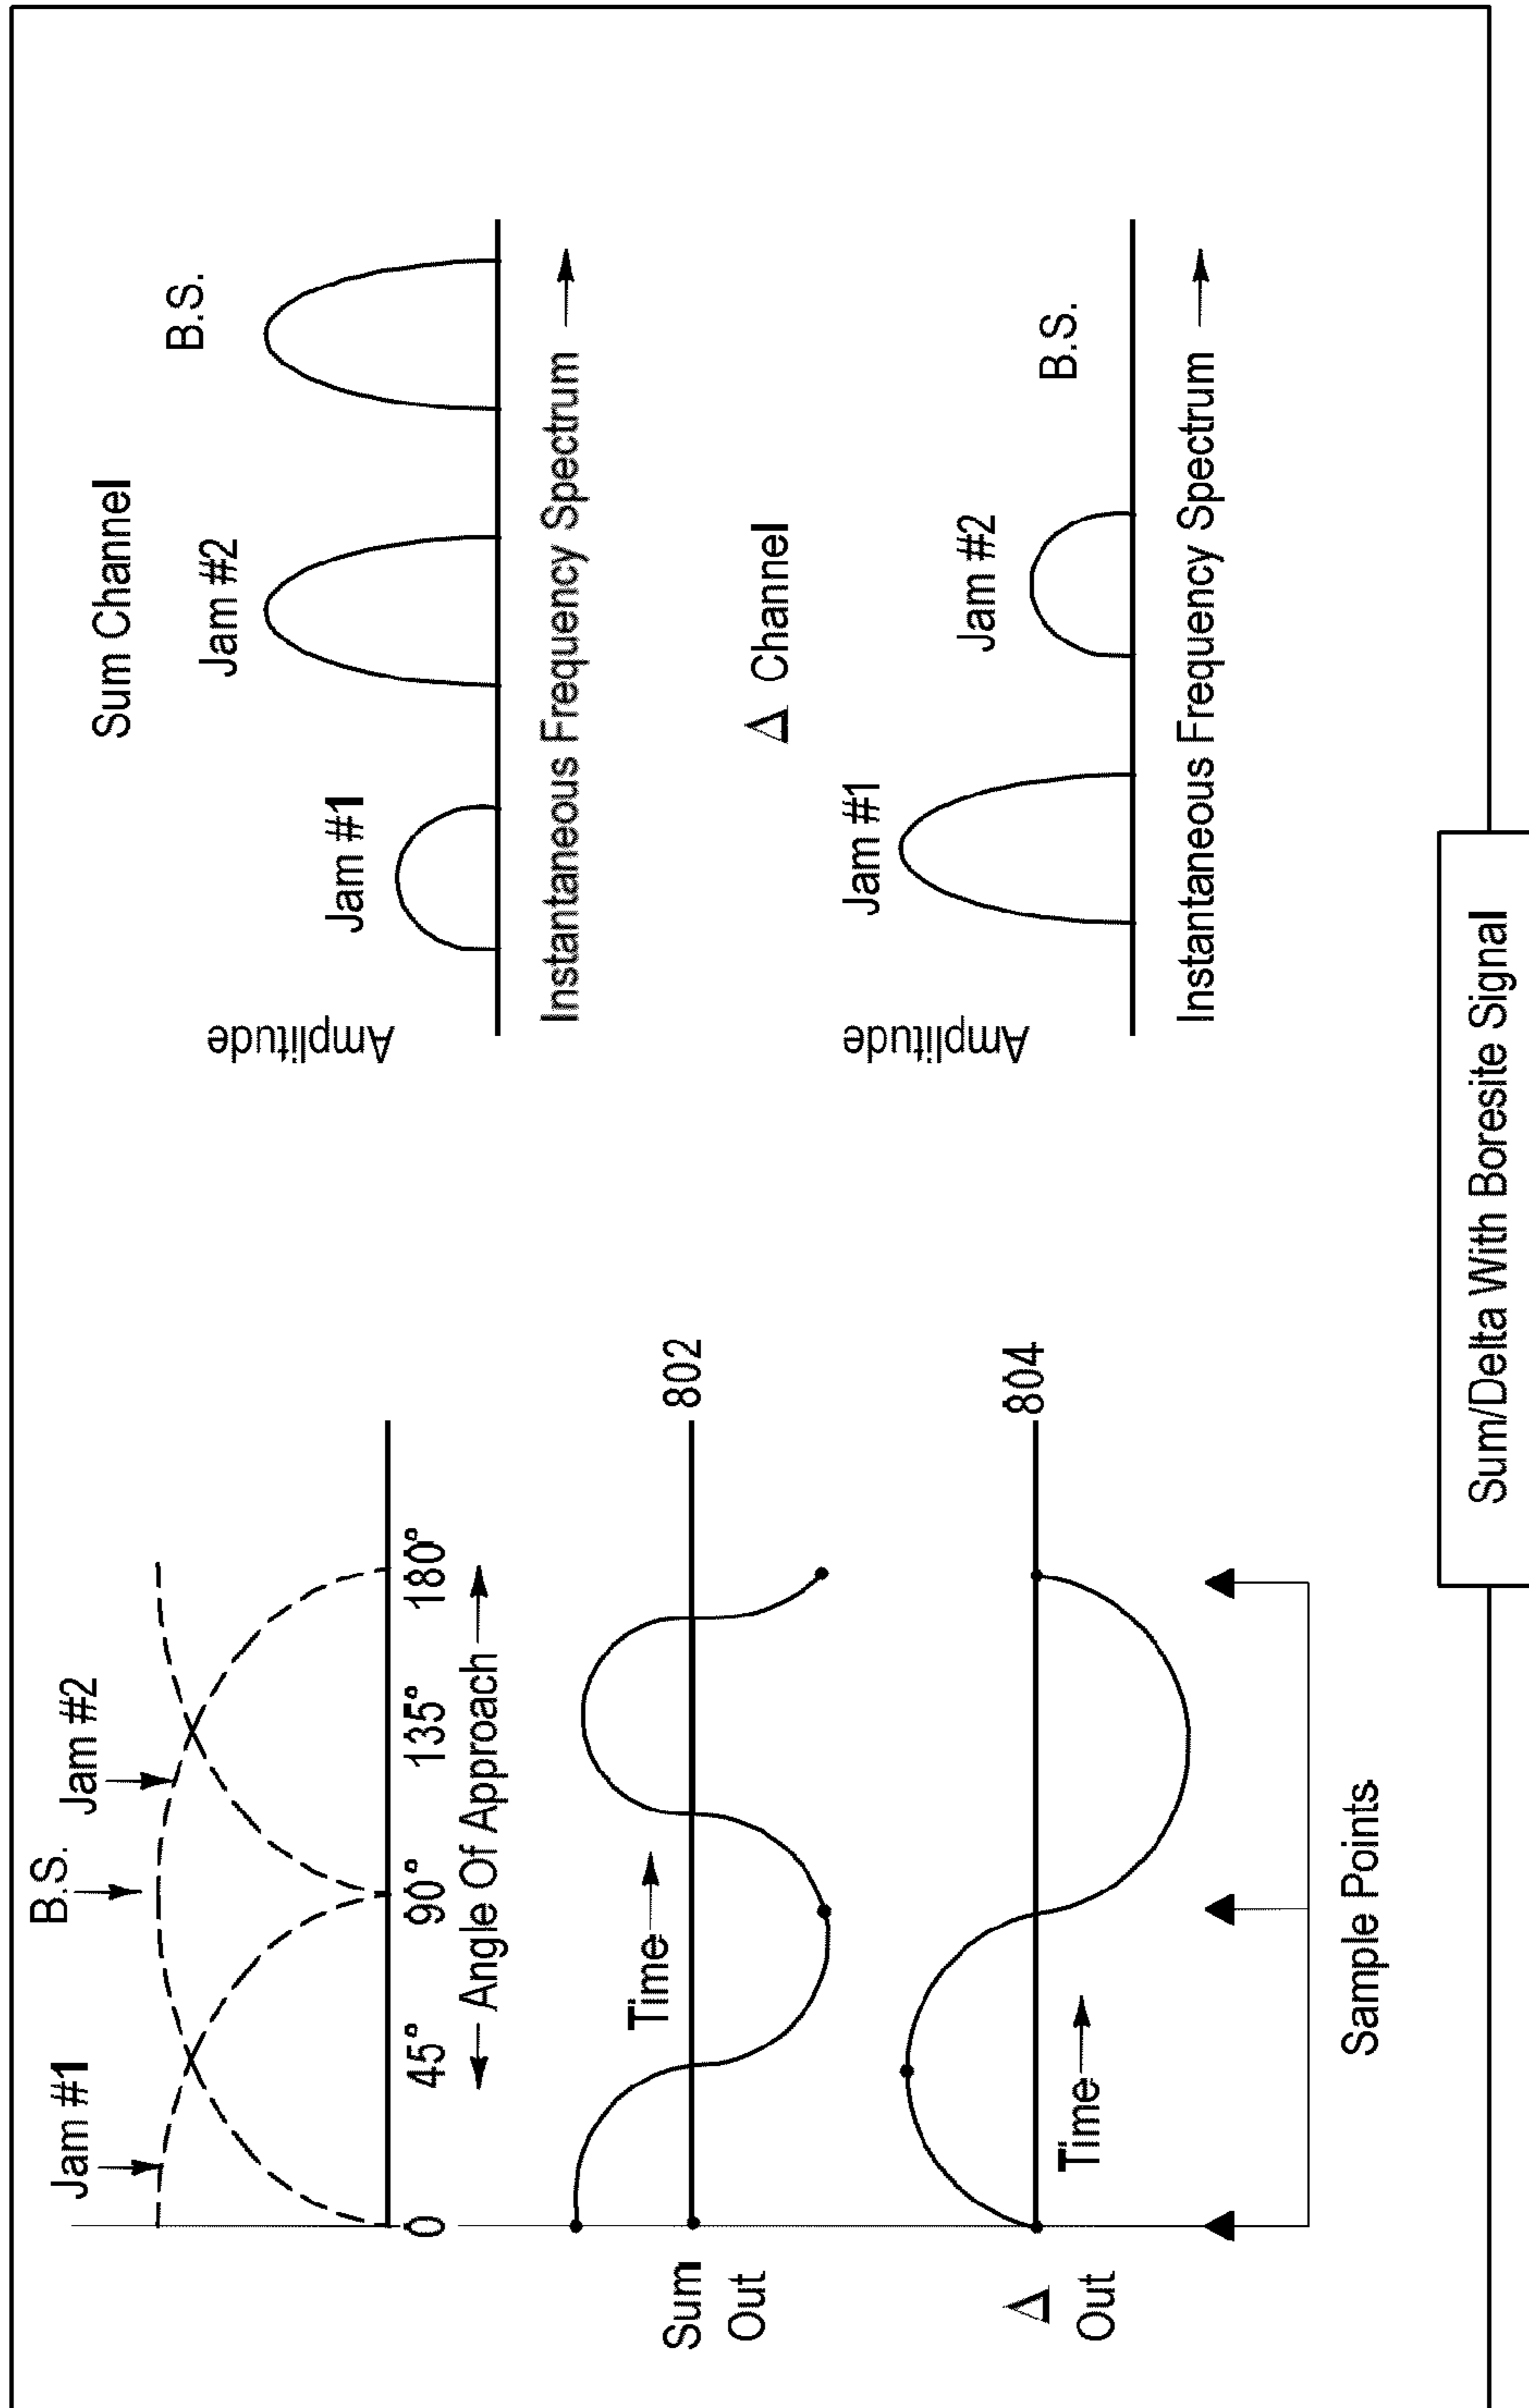 B.S.
Jam #1
Jam #2
0
45°
90°
135°
180°
Angle Of Approach
Sum
Out
Time
802
Δ
Out
Time
804
Sample Points
Sum Channel
Amplitude
Jam #1
Jam #2
B.S.
Instantaneous Frequency Spectrum
Δ Channel
Amplitude
Jam #1
Jam #2
B.S.
Instantaneous Frequency Spectrum
Sum/Delta With Boresite Signal